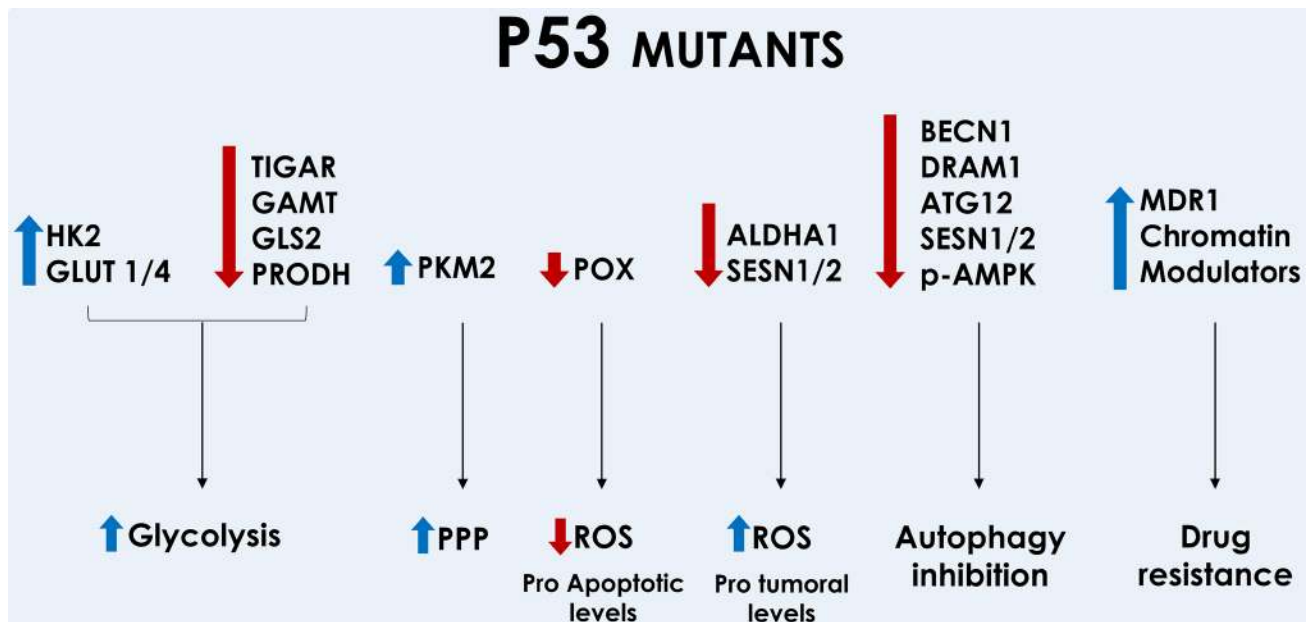 P53 MUTANTS
HK2
GLUT 1/4
TIGAR
GAMT
GLS2
PRODH
PKM2
POX
ALDHA1
SESN1/2
BECN1
DRAM1
ATG12
SESN1/2
p-AMPK
MDR1
Chromatin
Modulators
Glycolysis
PPP
ROS
Pro Apoptotic
levels
ROS
Pro tumoral
levels
Autophagy
inhibition
Drug
resistance